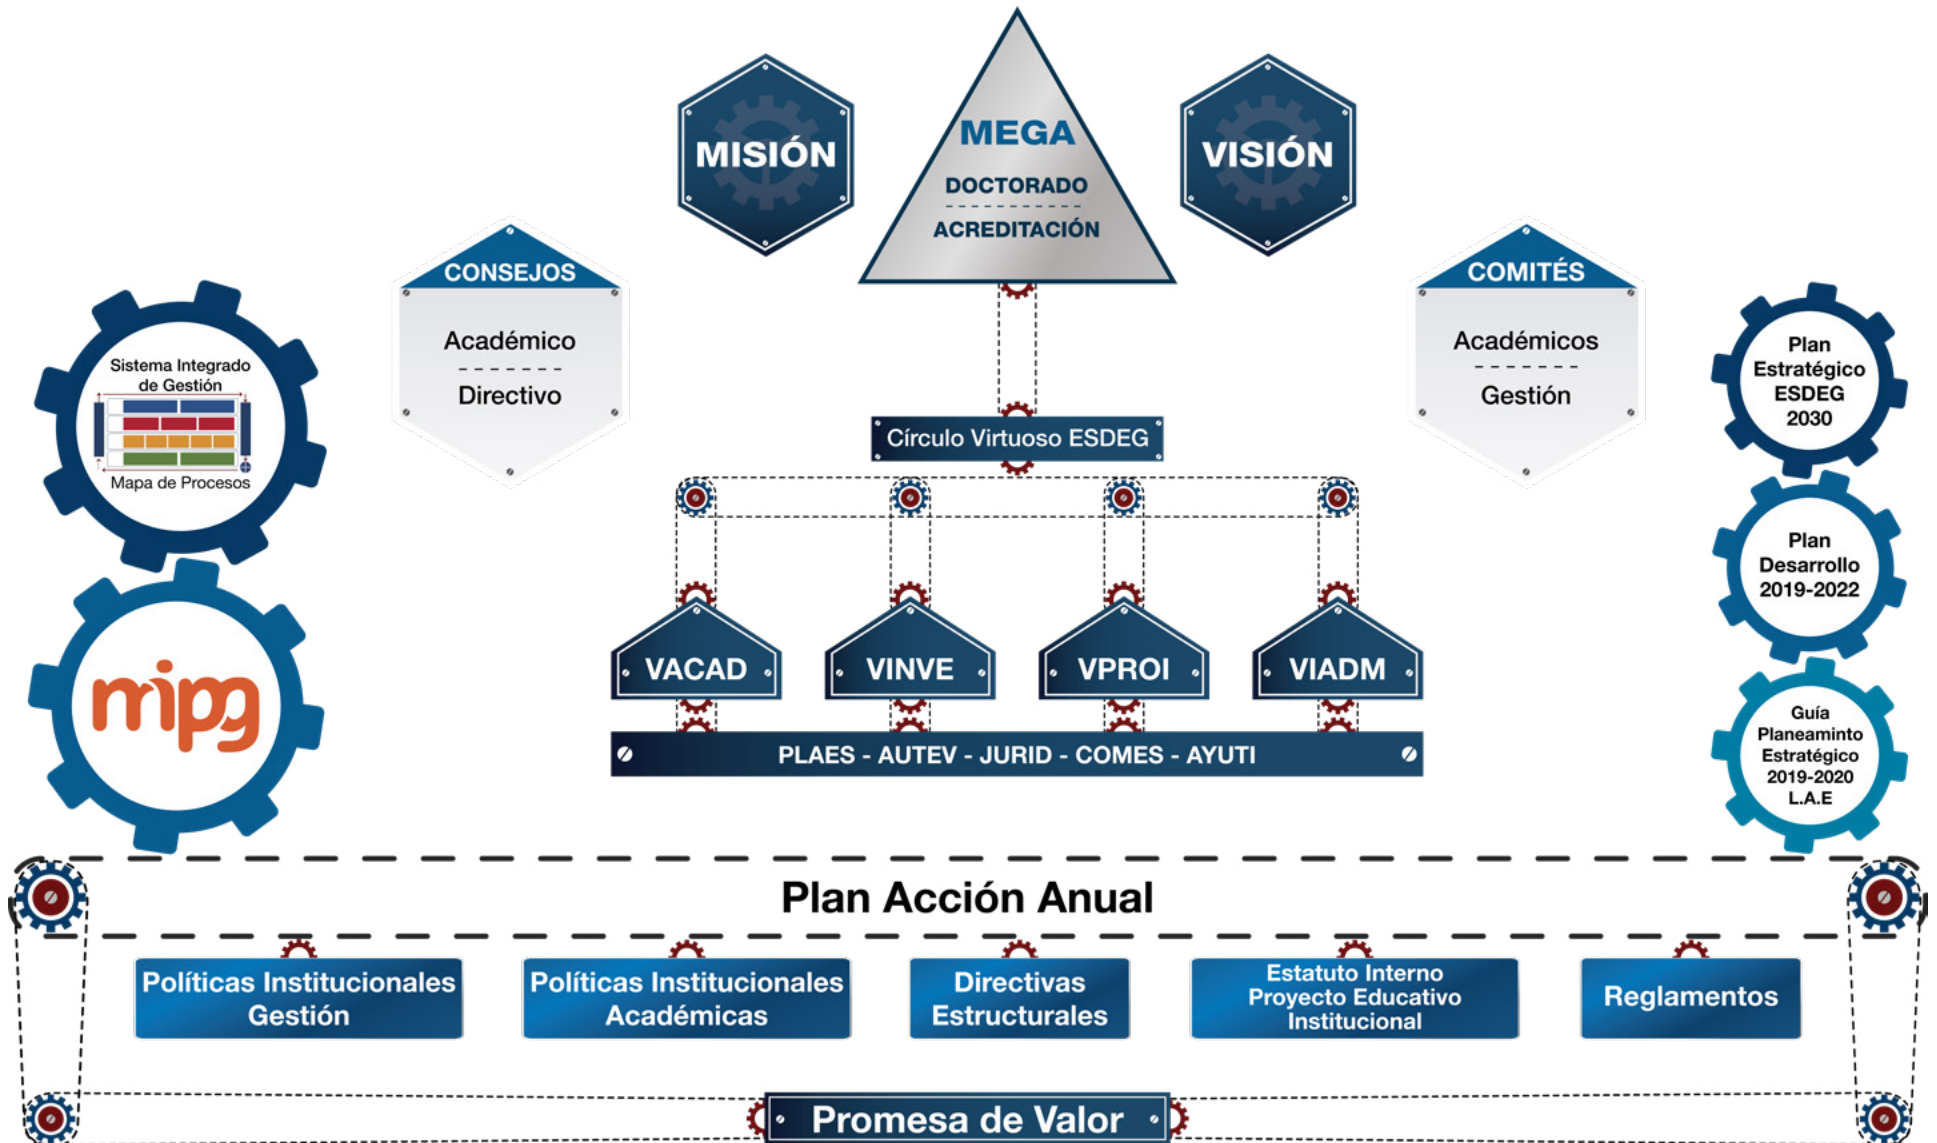 MISIÓN
MEGA
DOCTORADO
ACREDITACIÓN
VISIÓN
CONSEJOS
Académico
Directivo
COMITÉS
Académicos
Gestión
Sistema Integrado
de Gestión
Mapa de Procesos
mipg
Plan
Estratégico
ESDEG
2030
Plan
Desarrollo
2019-2022
Guía
Planeaminto
Estratégico
2019-2020
L.A.E
Círculo Virtuoso ESDEG
VACAD
VINVE
VPROI
VIADM
PLAES - AUTEV - JURID - COMES - AYUTI
Plan Acción Anual
Políticas Institucionales
Gestión
Políticas Institucionales
Académicas
Directivas
Estructurales
Estatuto Interno
Proyecto Educativo
Institucional
Reglamentos
Promesa de Valor